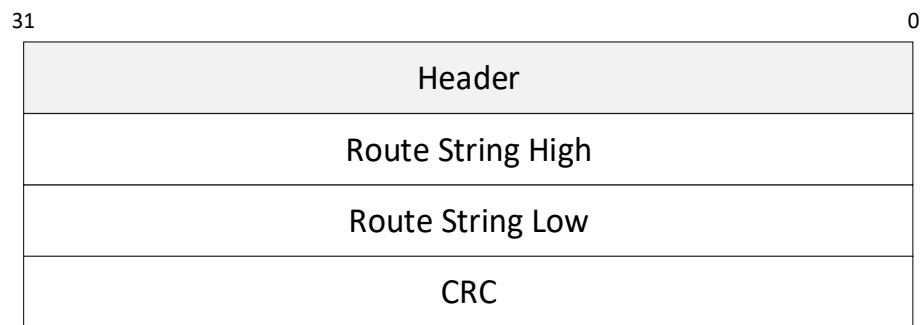 31 0
Header
Route String High
Route String Low
CRC